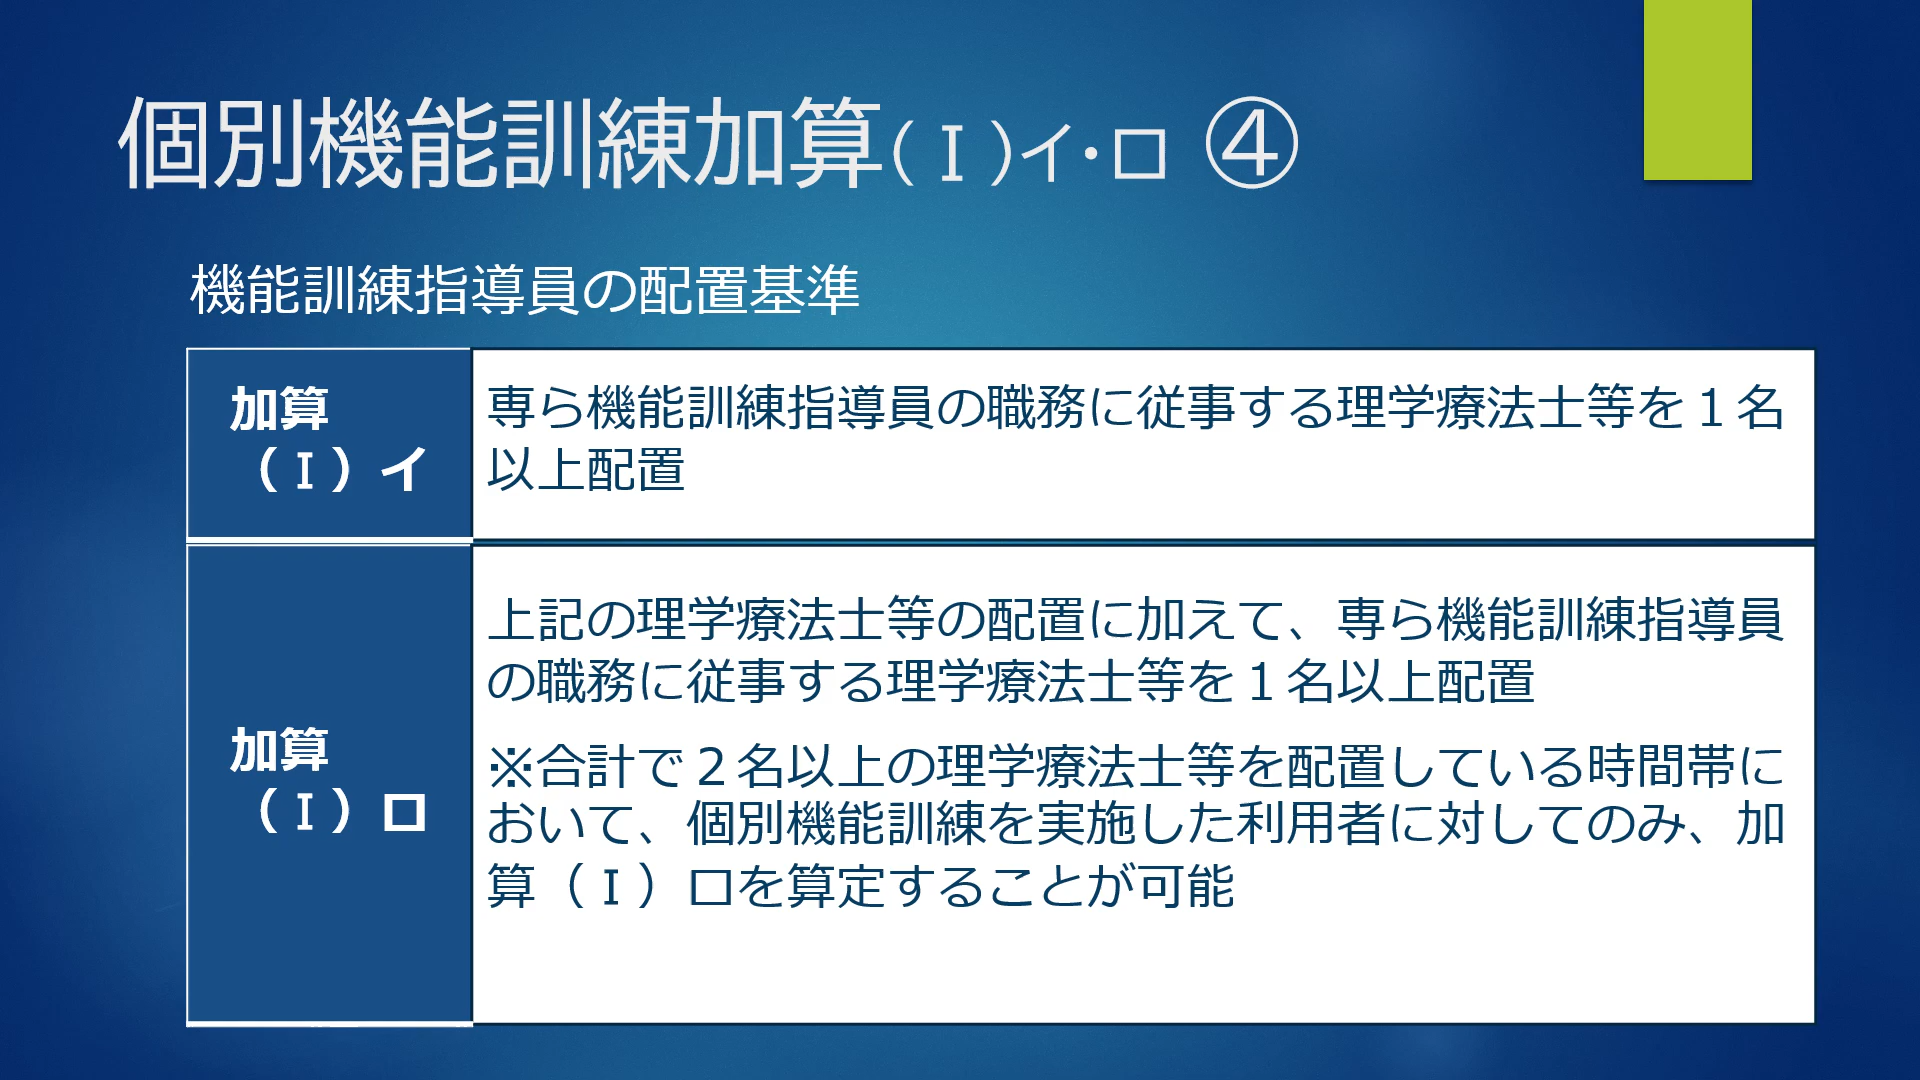 個別機能訓練加算(Ⅰ)イ・ロ ④
機能訓練指導員の配置基準
加算
（Ⅰ）イ
専ら機能訓練指導員の職務に従事する理学療法士等を１名
以上配置
加算
（Ⅰ）ロ
上記の理学療法士等の配置に加えて、専ら機能訓練指導員
の職務に従事する理学療法士等を１名以上配置
※合計で２名以上の理学療法士等を配置している時間帯に
おいて、個別機能訓練を実施した利用者に対してのみ、加
算（Ⅰ）ロを算定することが可能